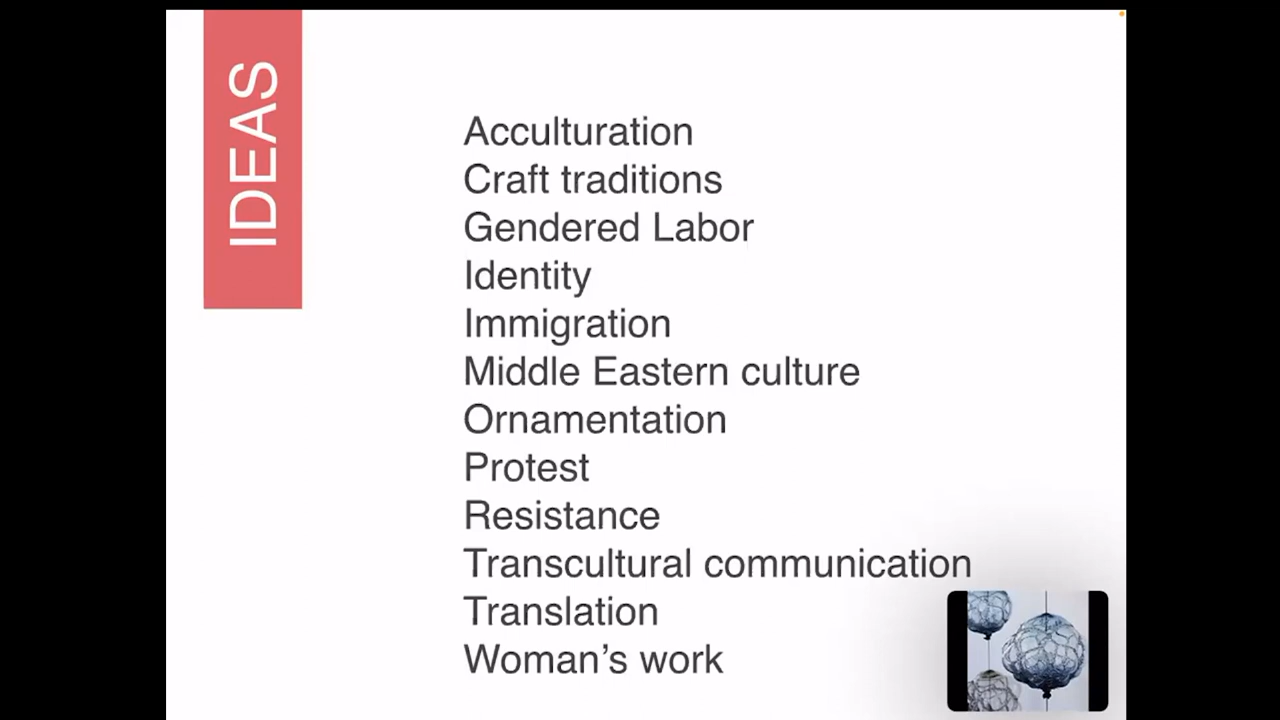 IDEAS
Acculturation
Craft traditions
Gendered Labor
Identity
Immigration
Middle Eastern culture
Ornamentation
Protest
Resistance
Transcultural communication
Translation
Woman’s work